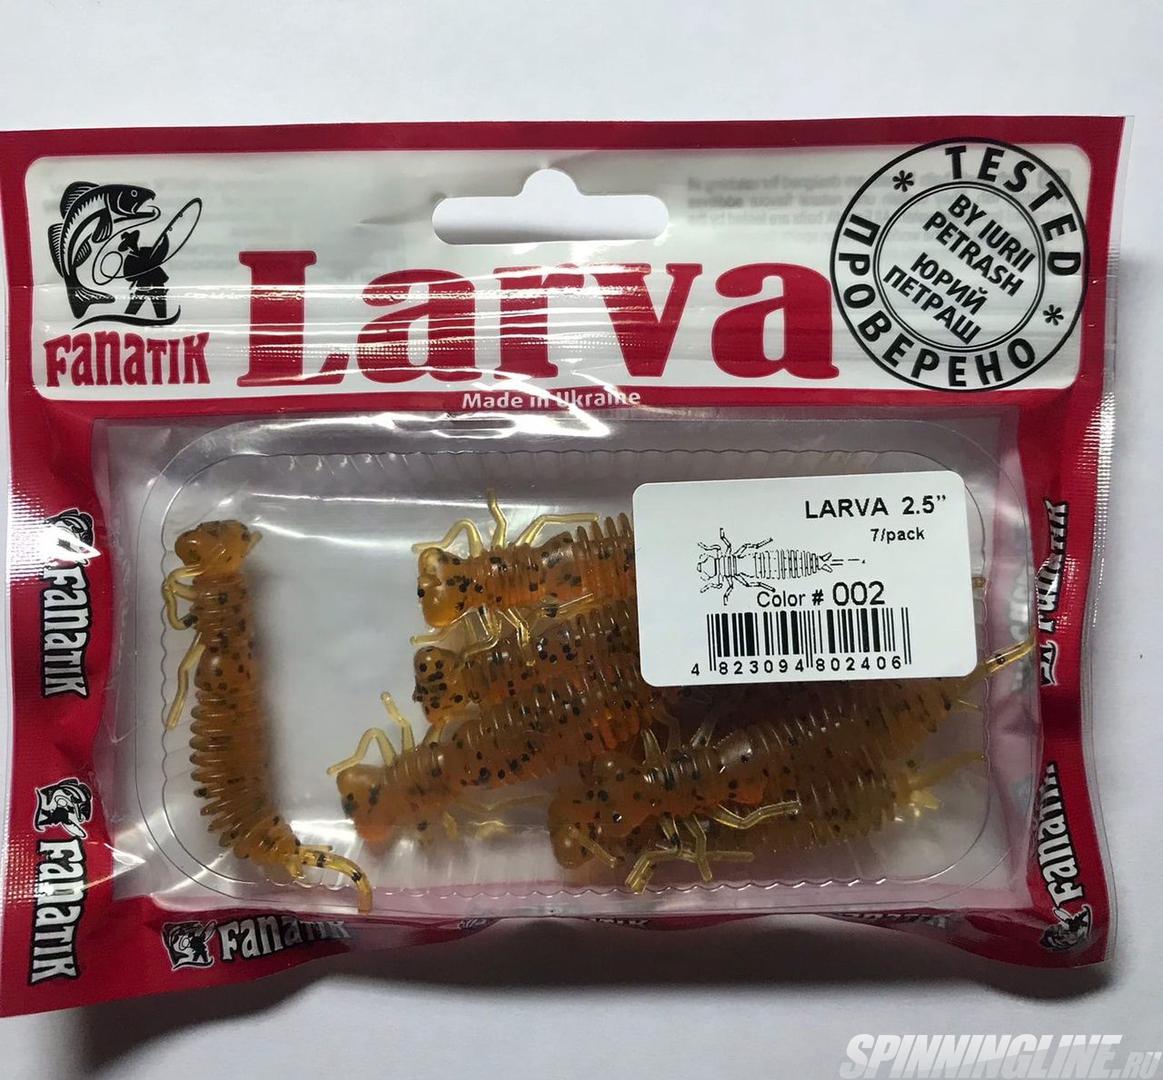 FANATIK
Larva
Made in Ukraine
TESTED
ПРОВЕРЕНО
BY IURII
PETRASH
ЮРИЙ
ПЕТРАШ
LARVA 2.5"
7/pack
Color # 002
4 823094 802406
FANATIK
FANATIK
FANATIK
FANATIK
SPINNINGLINE.RU